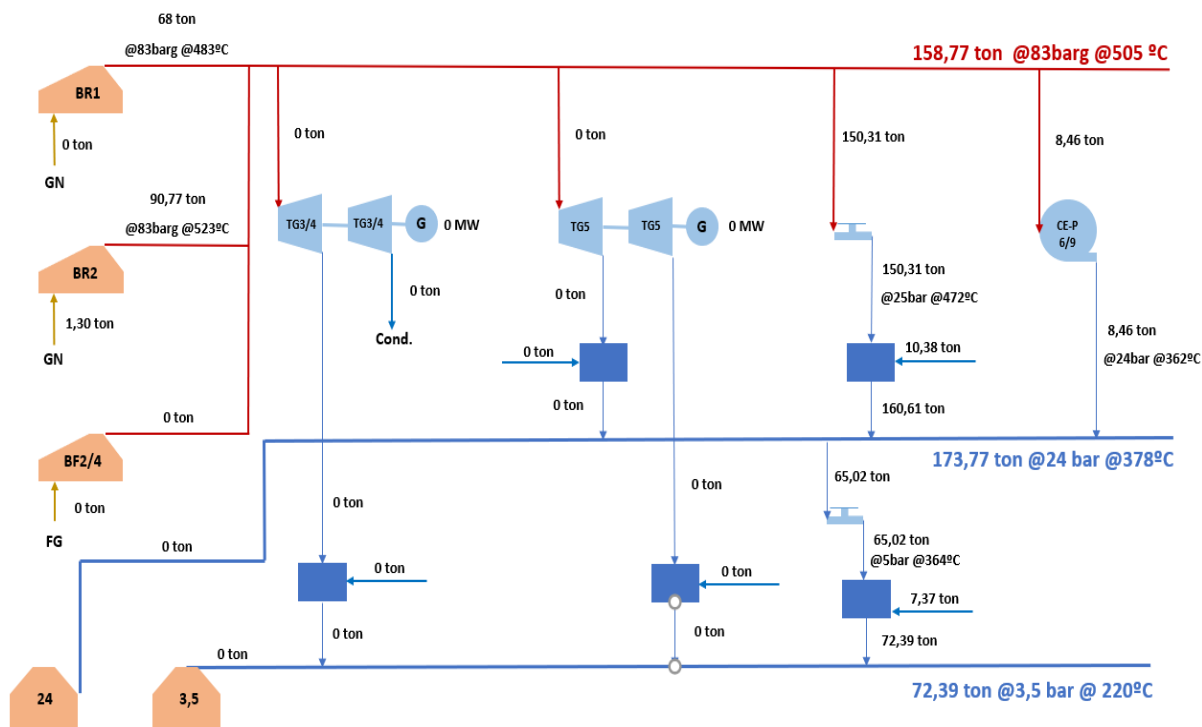 68 ton
@83barg @483ºC
158,77 ton @83barg @505 ºC
BR1
0 ton
GN
0 ton
0 ton
150,31 ton
8,46 ton
90,77 ton
@83barg @523ºC
TG3/4
TG3/4
G
0 MW
TG5
TG5
G
0 MW
CE-P
6/9
BR2
1,30 ton
GN
0 ton
Cond.
0 ton
150,31 ton
@25bar @472ºC
0 ton
10,38 ton
8,46 ton
@24bar @362ºC
0 ton
160,61 ton
0 ton
BF2/4
0 ton
FG
173,77 ton @24 bar @378ºC
65,02 ton
0 ton
0 ton
0 ton
65,02 ton
@5bar @364ºC
0 ton
0 ton
7,37 ton
0 ton
0 ton
72,39 ton
0 ton
24
3,5
72,39 ton @3,5 bar @ 220ºC